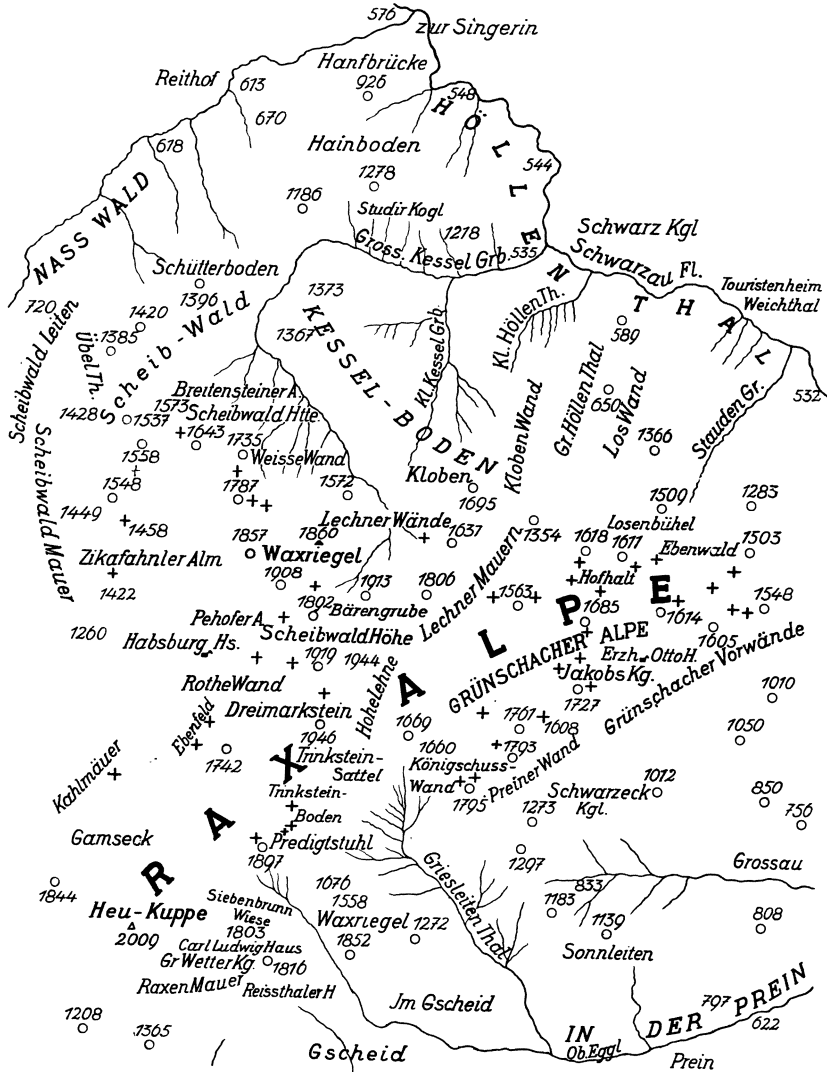 576
zur Singerin
Hanfbrücke
926
Reithof
613
548
670
618
HÖLLENTHAL
Hainboden
1278
544
1186
Studir Kogl
1218
535
NASS WALD
Gross. Kessel Grb.
Schwarz Kgl
Schwarzau Fl.
Touristenheim
Weichthal
Schütterboden
1396
1373
720
1420
1385
1367
Scheibwald Leiten
Übel Th.
Scheib-Wald
KESSEL-BODEN
Kl. Kessel Grb.
Kl. Höllen Th.
589
650
Gr. Höllen Thal
Los Wand
532
Stauden Gr.
Breitensteiner A.
1573
Scheibwald Htte.
1428
1537
1643
1735
Weisse Wand
1558
1366
Kloben Wand
Kloben
1695
1548
1787
1572
1509
1283
Scheibwald Mauer
1449
1458
Lechner Wände
1637
1354
Losenbühel
1857
1860
Waxriegel
1618
1611
Ebenwald
1503
Zikafahnler Alm
1422
1908
1913
1806
Lechner Mauern
1563
Hofhalt
1548
Pehofer A.
1892
Bärengrube
1685
1614
1605
1260
Habsburg Hs.
Scheibwald Höhe
1919
1944
GRÜNSCHACHER ALPE
Erzh. Otto H.
Grünschacher Vorwände
Rothe Wand
Hohe Lehne
Jakobs Kg.
1727
1010
Ebenfeld
Dreimarkstein
1946
1742
1669
1660
1761
1608
1050
RAX ALPE
Kahlmäuer
Trinkstein-
Sattel
Königschuss-
Wand
1793
1795
Preiner Wand
Trinkstein-
Boden
Schwarzeck
Kgl.
1012
850
1273
756
Gamseck
Predigtstuhl
1897
1297
Grossau
1844
1676
Griesleiten Thal
833
1183
Heu-Kuppe
2009
Siebenbrunn
Wiese
1803
1558
Waxriegel
1272
1852
1139
808
Carl Ludwig Haus
Gr Wetter Kg.
1816
Sonnleiten
Raxen Mauer
Reissthaler H
Jm Gscheid
797
622
1208
1365
Gscheid
IN DER PREIN
Ob. Eggl
Prein